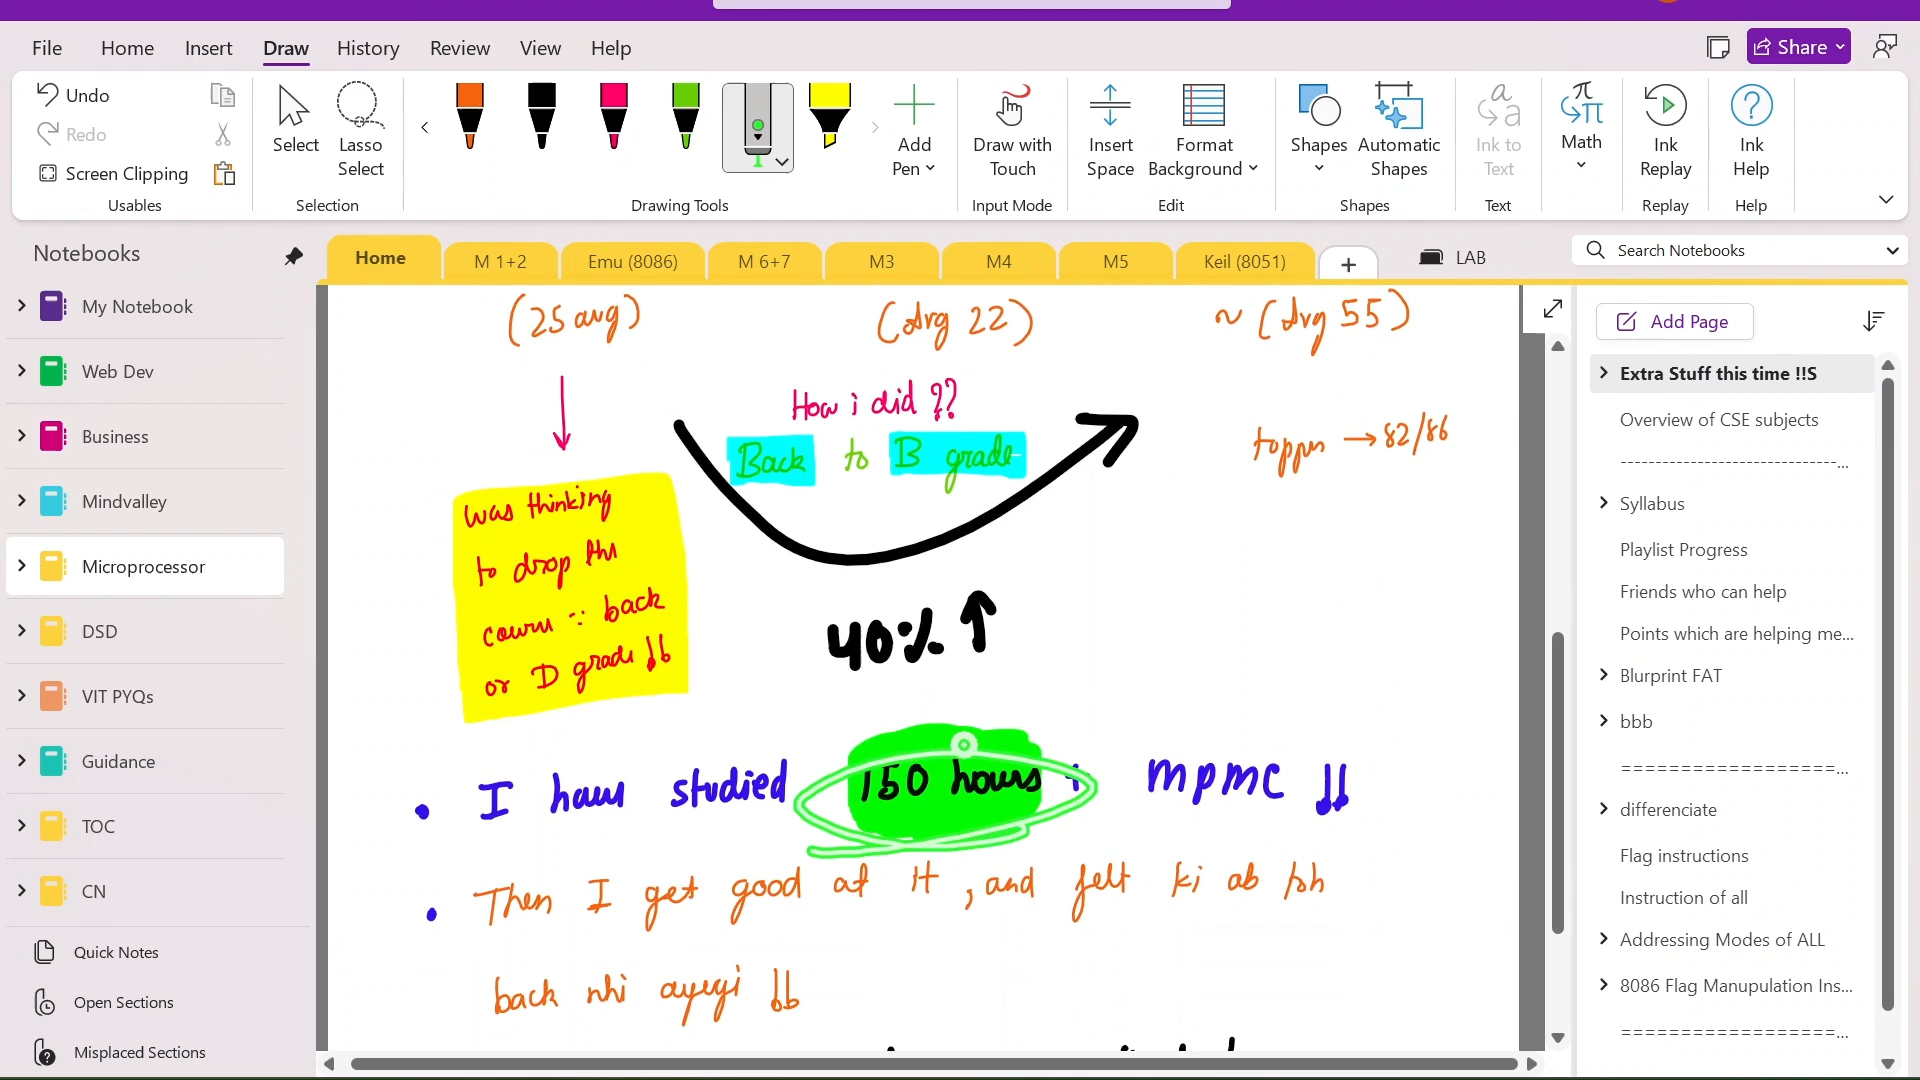 File Home Insert Draw History Review View Help Share
Undo
Redo
Screen Clipping
Usables
Select
Lasso
Select
Selection
Drawing Tools
Add
Pen
Draw with
Touch
Input Mode
Insert
Space
Format
Background
Edit
Shapes
Automatic
Shapes
Shapes
Ink to
Text
Text
Math
Ink
Replay
Replay
Ink
Help
Help
Notebooks
My Notebook
Web Dev
Business
Mindvalley
Microprocessor
DSD
VIT PYQs
Guidance
TOC
CN
Quick Notes
Open Sections
Misplaced Sections
Home M 1+2 Emu (8086) M 6+7 M3 M4 M5 Keil (8051) + LAB
Search Notebooks
(25 avg) (Avg 22) ~ (Avg 55)
How i did ??
Back to B grade
topper → 82/86
was thinking
to drop this
course ∵ back
or D grade !!
40% ↑
• I have studied 150 hours MPMC !!
• Then I get good at it , and felt ki ab
back nhi ayegi !!
Add Page
Extra Stuff this time !!S
Overview of CSE subjects
------------------------------...
Syllabus
Playlist Progress
Friends who can help
Points which are helping me...
Blurprint FAT
bbb
==================...
differenciate
Flag instructions
Instruction of all
Addressing Modes of ALL
8086 Flag Manupulation Ins...
==================...